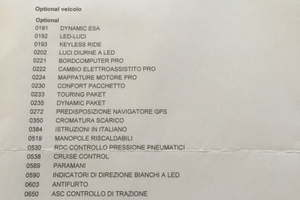 Optional veicolo
Optional
0191 DYNAMIC ESA
0192 LED-LUCI
0193 KEYLESS RIDE
0202 LUCI DIURNE A LED
0221 BORDCOMPUTER PRO
0222 CAMBIO ELETTROASSISTITO PRO
0224 MAPPATURE MOTORE PRO
0230 CONFORT PACCHETTO
0233 TOURING PAKET
0235 DYNAMIC PAKET
0272 PREDISPOSIZIONE NAVIGATORE GPS
0350 CROMATURA SCARICO
0384 ISTRUZIONI IN ITALIANO
0519 MANOPOLE RISCALDABILI
0530 RDC CONTROLLO PRESSIONE PNEUMATICI
0538 CRUISE CONTROL
0589 PARAMANI
0590 INDICATORI DI DIREZIONE BIANCHI A LED
0603 ANTIFURTO
0650 ASC CONTROLLO DI TRAZIONE